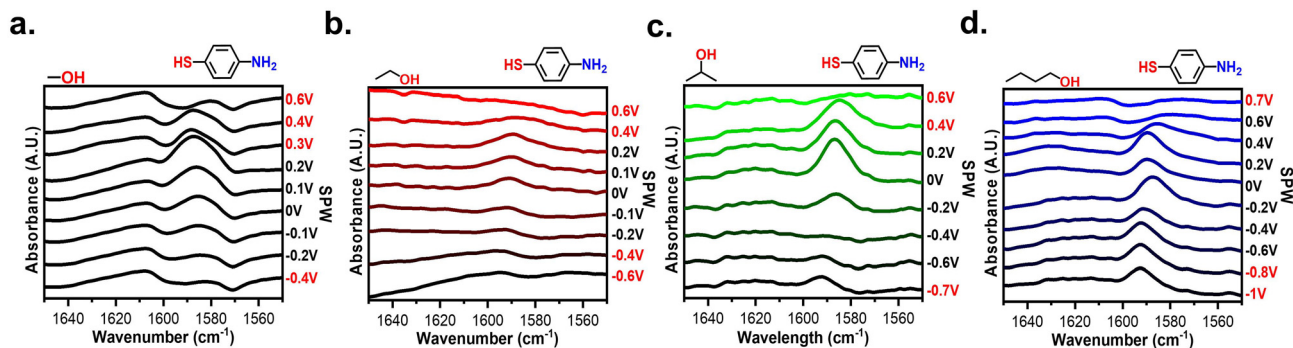 a.
OH
HS
NH2
Absorbance (A.U.)
0.6V
0.4V
0.3V
0.2V
0.1V
0V
-0.1V
-0.2V
-0.4V
SPW
1640 1600 1580 1560
Wavenumber (cm-1)
b.
OH
HS
NH2
Absorbance (A.U.)
0.6V
0.4V
0.2V
0.1V
0V
-0.1V
-0.2V
-0.4V
-0.6V
SPW
1640 1620 1600 1580 1560
Wavenumber (cm-1)
c.
OH
HS
NH2
Absorbance (A.U.)
0.6V
0.4V
0.2V
0V
-0.2V
-0.4V
-0.6V
-0.7V
SPW
1640 1620 1600 1580 1560
Wavelength (cm-1)
d.
OH
HS
NH2
Absorbance (A.U.)
0.7V
0.6V
0.4V
0.2V
0V
-0.2V
-0.4V
-0.6V
-0.8V
-1V
SPW
1640 1620 1600 1580 1560
Wavenumber (cm-1)